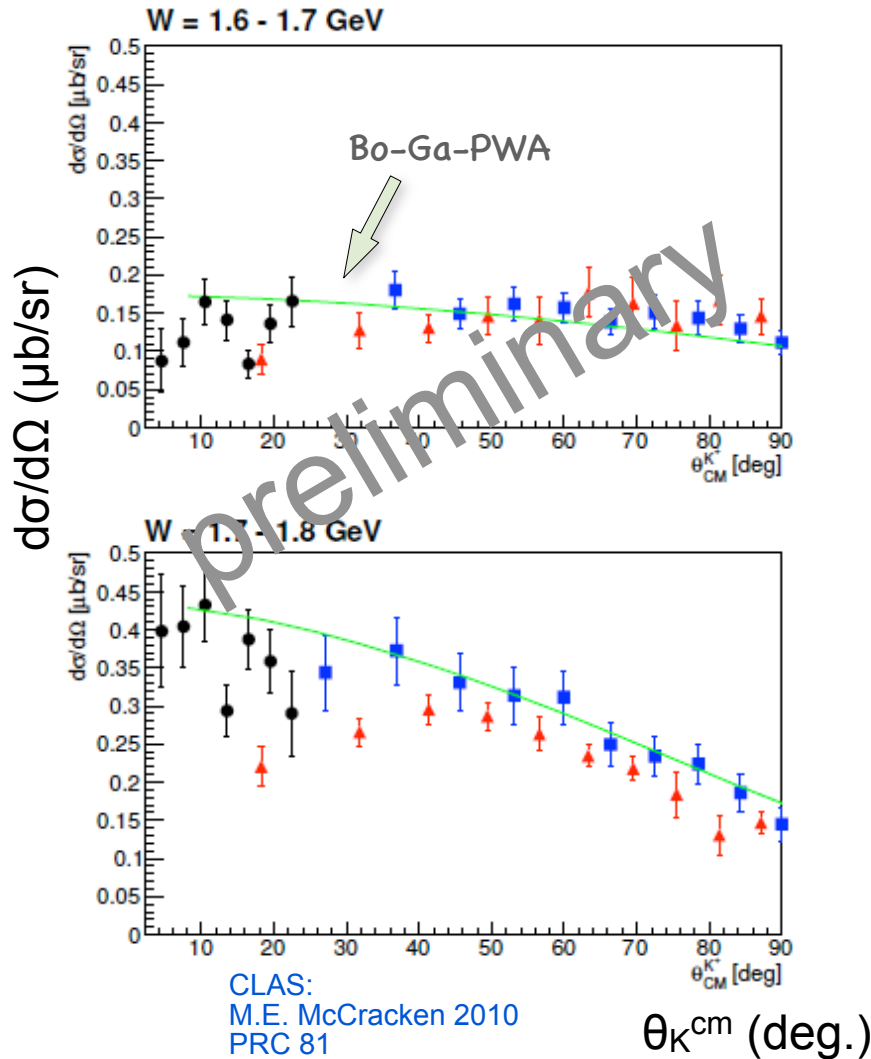 W = 1.6 - 1.7 GeV
dσ/dΩ [μb/sr]
0.5
0.45
0.4
0.35
0.3
0.25
0.2
0.15
0.1
0.05
0
Bo-Ga-PWA
10 20 30 40 50 60 70 80 90
θ_CM^K+ [deg]
dσ/dΩ (μb/sr)
preliminary
W = 1.7 - 1.8 GeV
dσ/dΩ [μb/sr]
0.5
0.45
0.4
0.35
0.3
0.25
0.2
0.15
0.1
0.05
0
10 20 30 40 50 60 70 80 90
θ_CM^K+ [deg]
CLAS:
M.E. McCracken 2010
PRC 81
θ_K^cm (deg.)